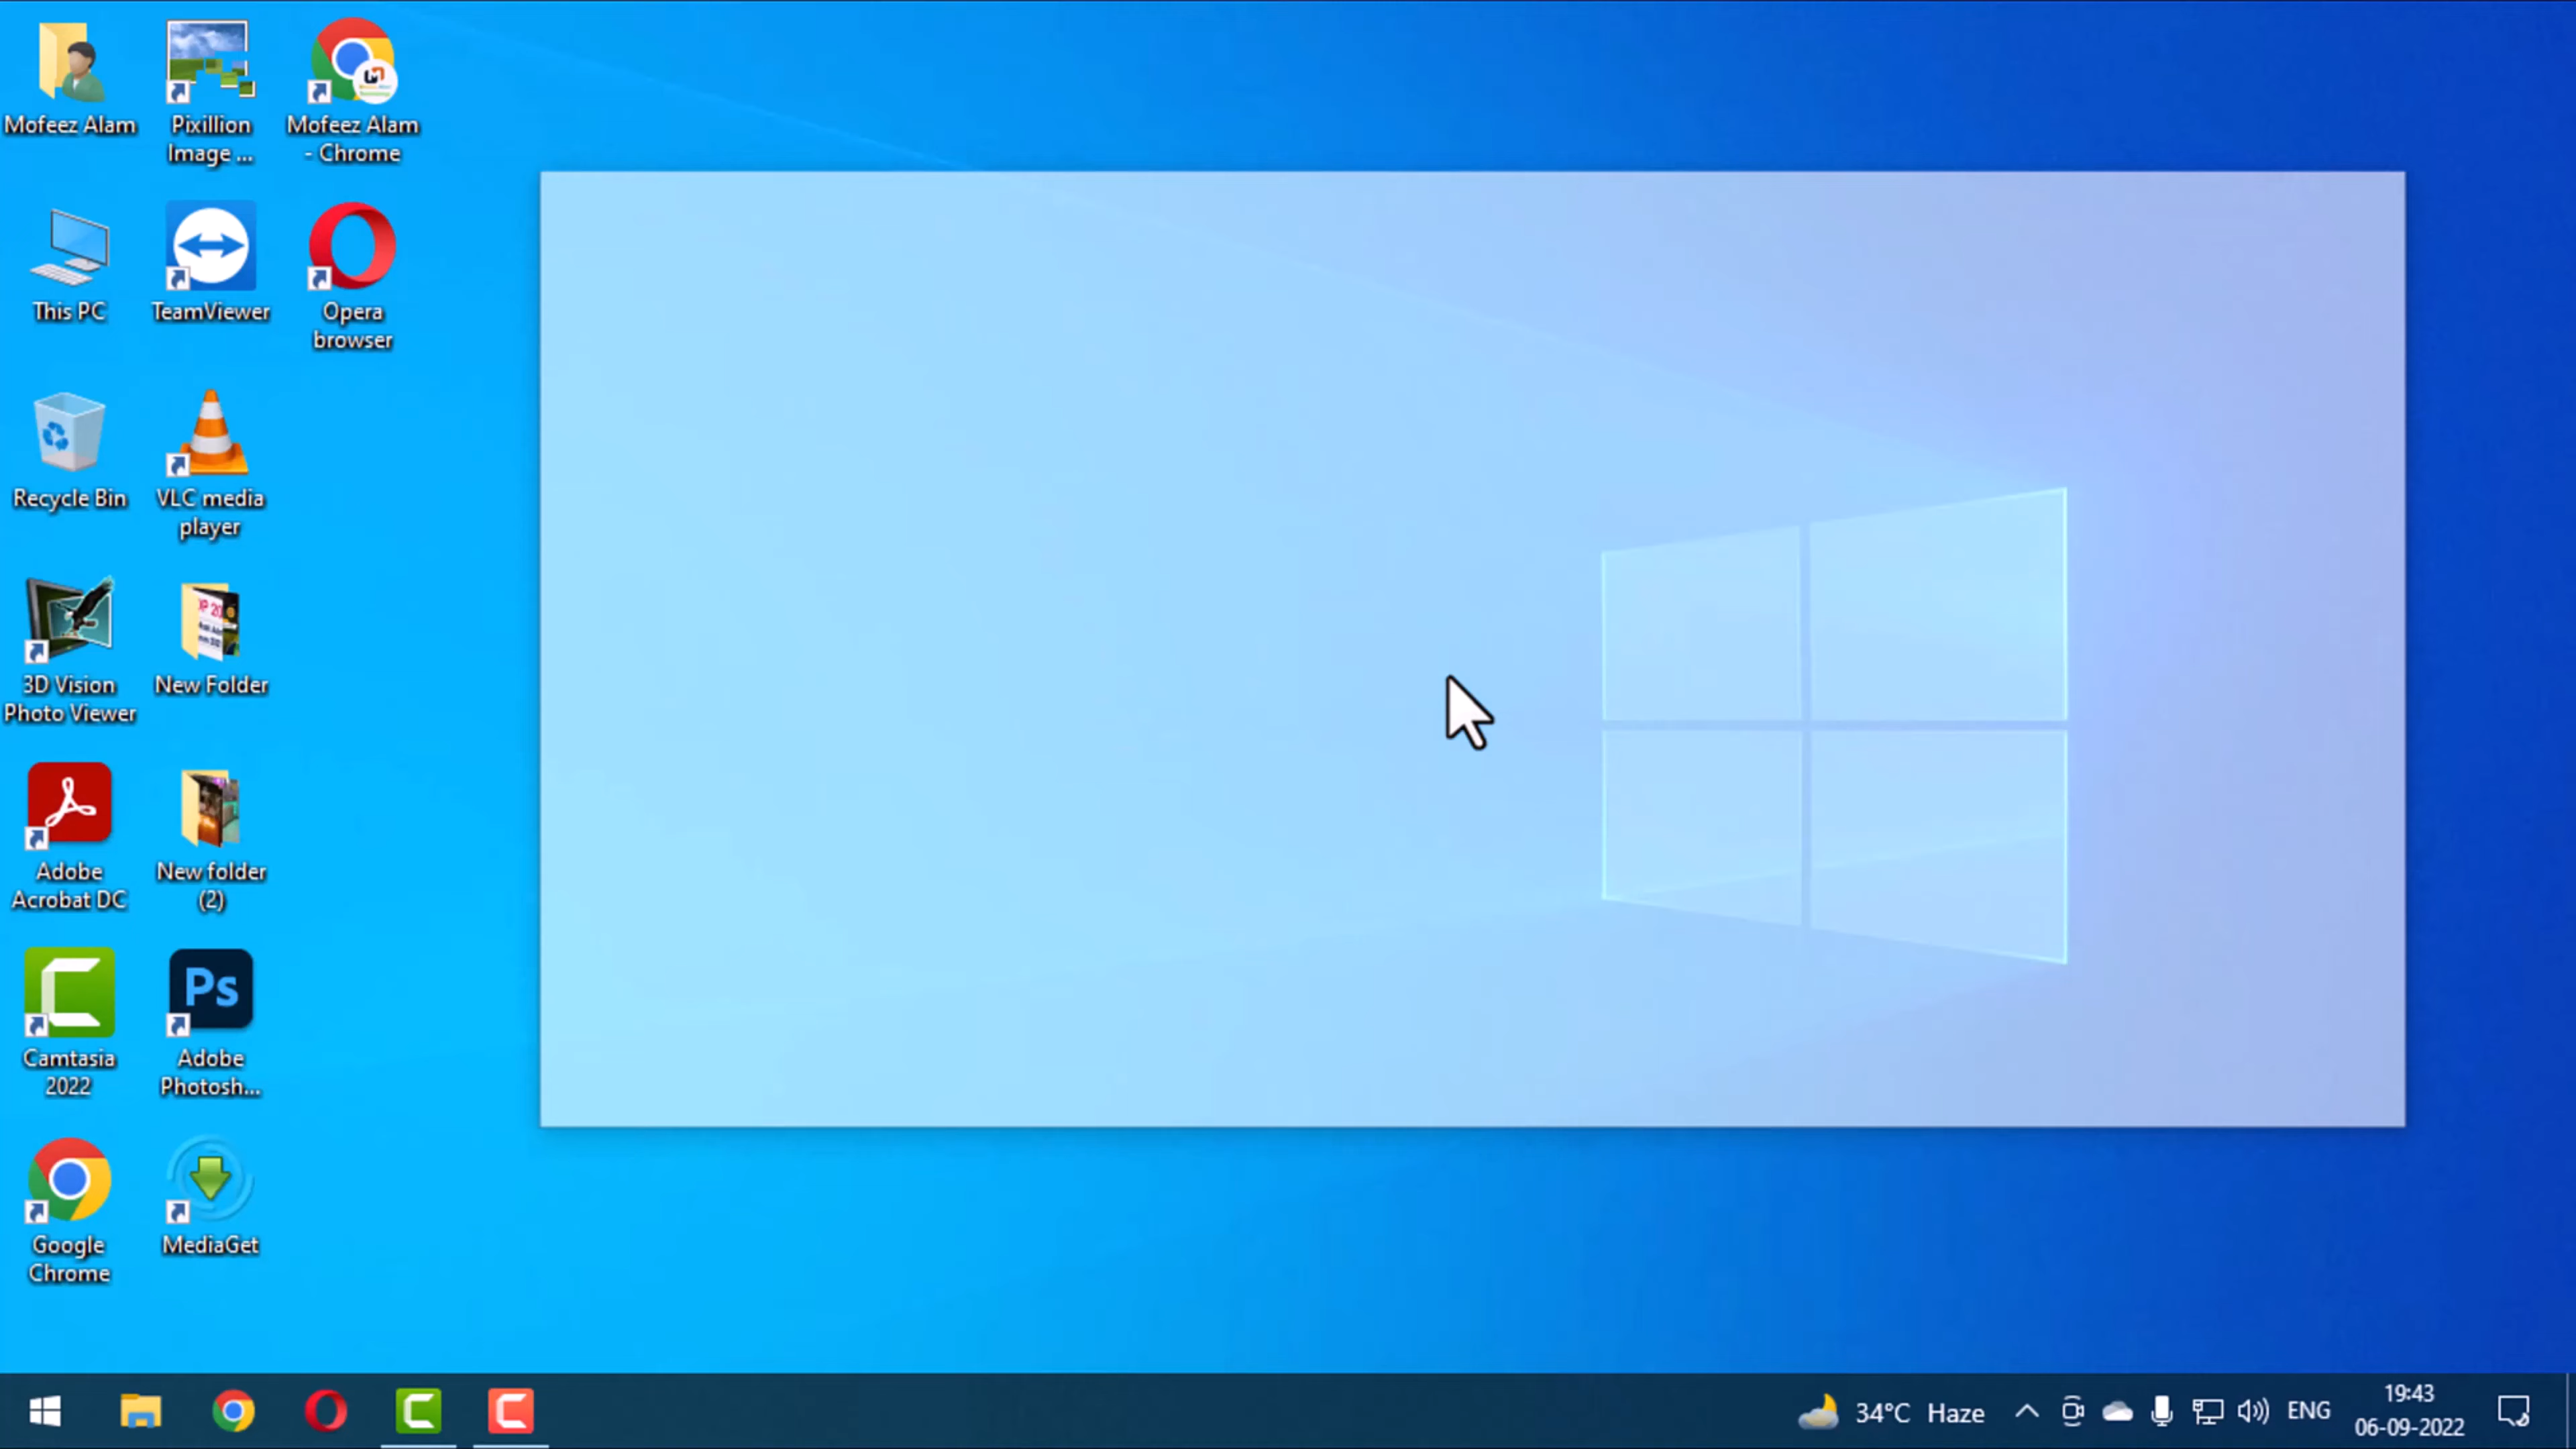 Mofeez Alam
Pixillion
Image ...
Mofeez Alam
- Chrome
This PC
TeamViewer
Opera
browser
Recycle Bin
VLC media
player
3D Vision
Photo Viewer
New Folder
Adobe
Acrobat DC
New folder
(2)
Ps
Camtasia
2022
Adobe
Photosh...
Google
Chrome
MediaGet
34°C Haze
ENG
19:43
06-09-2022